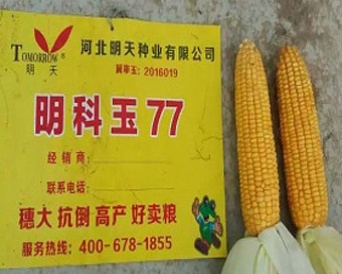 TOMORROW®
明天
河北明天种业有限公司
冀审玉:2016019
明科玉77
经销商:
联系电话:
穗大 抗倒 高产 好卖粮
服务热线:400-678-1855